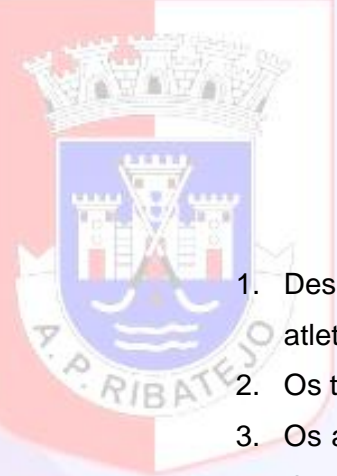 A. P. RIBATEJO
1. Des
atlet
2. Os t
3. Os a